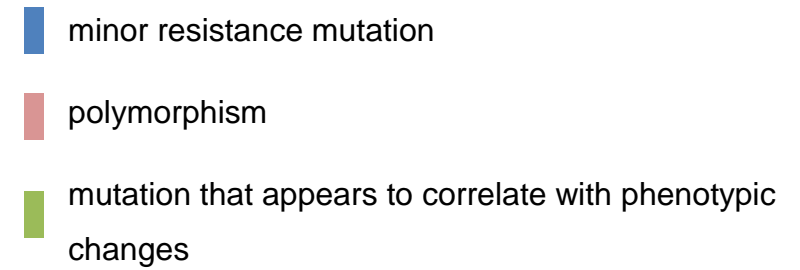 minor resistance mutation
polymorphism
mutation that appears to correlate with phenotypic
changes